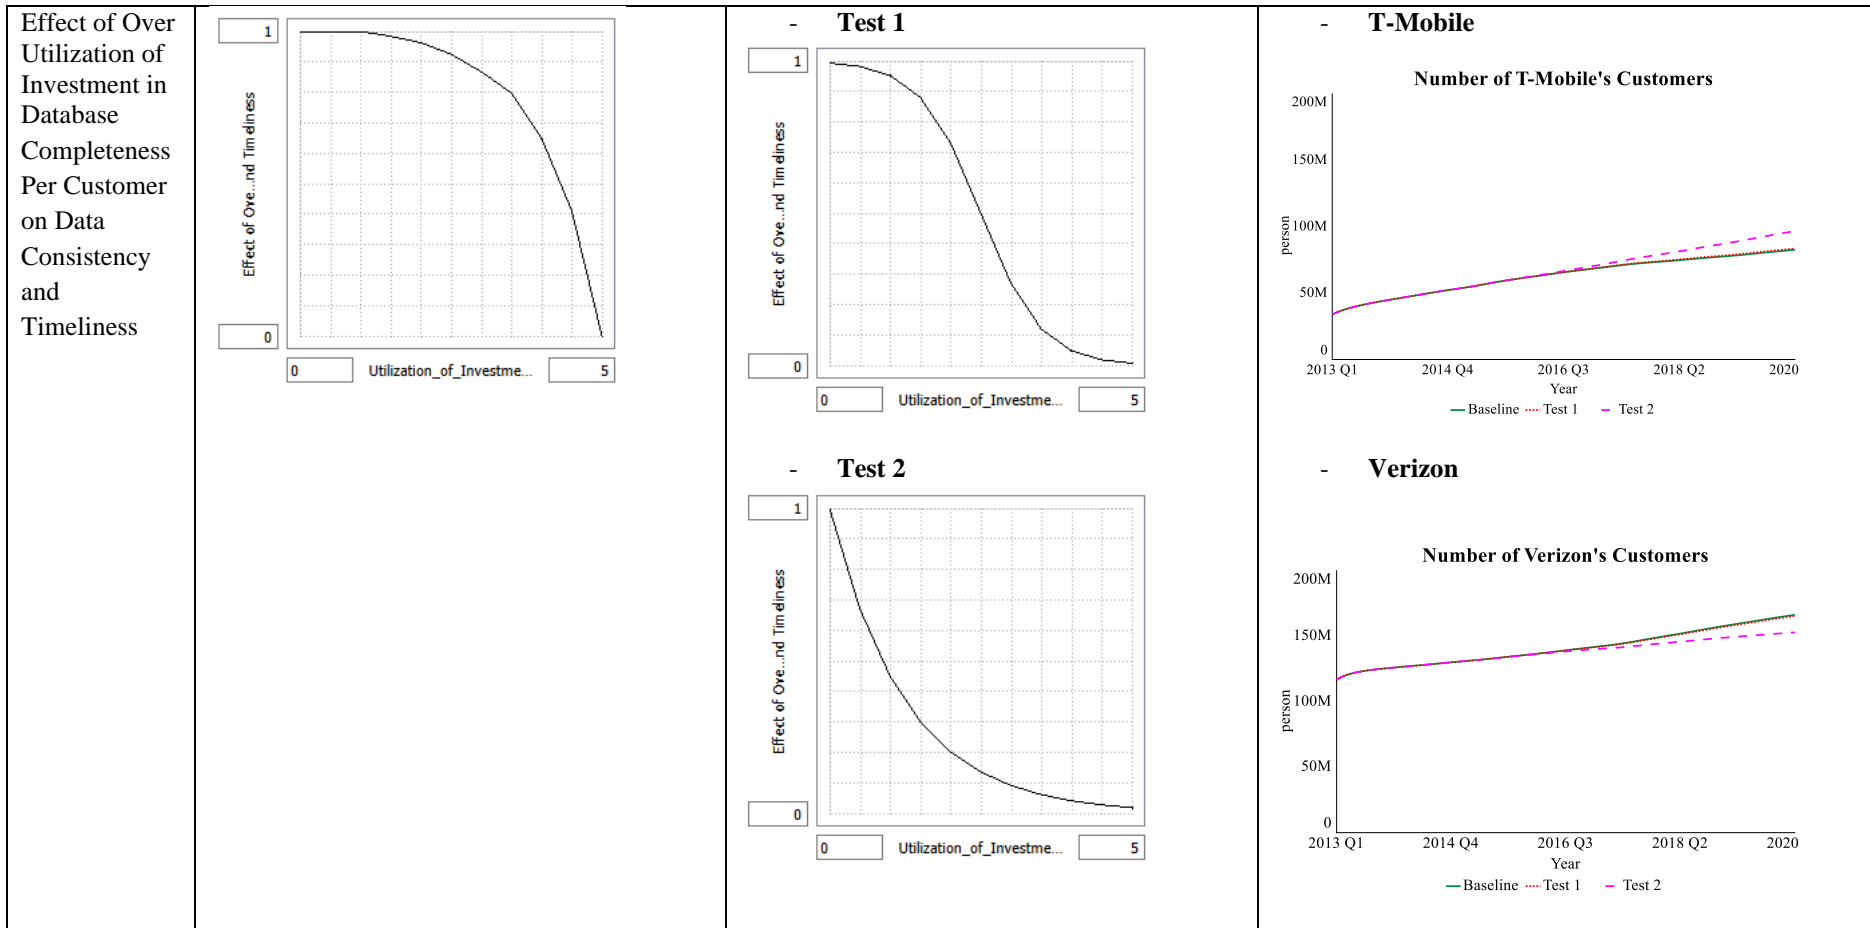 Effect of Over
Utilization of
Investment in
Database
Completeness
Per Customer
on Data
Consistency
and
Timeliness
1
Effect of Ove...nd Timeliness
0
0
Utilization_of_Investme...
5
- Test 1
1
Effect of Ove...nd Timeliness
0
0
Utilization_of_Investme...
5
- Test 2
1
Effect of Ove...nd Timeliness
0
0
Utilization_of_Investme...
5
- T-Mobile
Number of T-Mobile's Customers
200M
150M
100M
50M
0
person
2013 Q1 2014 Q4 2016 Q3 2018 Q2 2020
Year
Baseline Test 1 Test 2
- Verizon
Number of Verizon's Customers
200M
150M
100M
50M
0
person
2013 Q1 2014 Q4 2016 Q3 2018 Q2 2020
Year
Baseline Test 1 Test 2